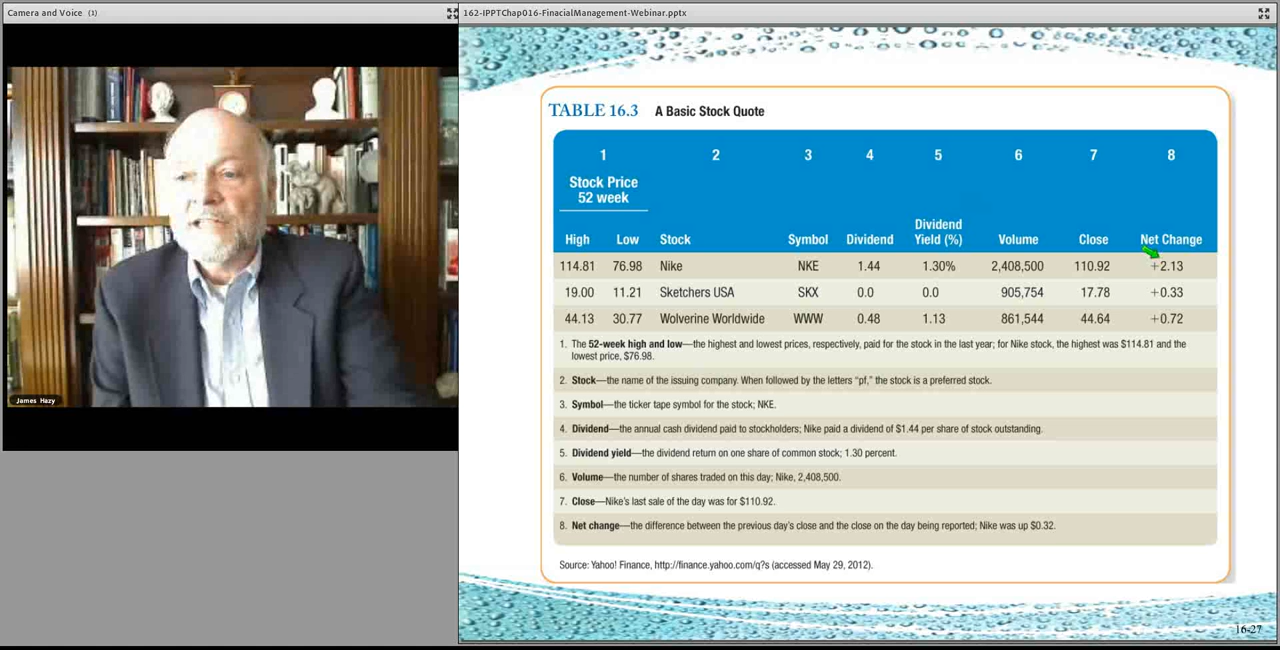 Camera and Voice (1)
162-IPPTChap016-FinacialManagement-Webinar.pptx
James Hazy
TABLE 16.3 A Basic Stock Quote
1 2 3 4 5 6 7 8
Stock Price
52 week
Dividend
High Low Stock Symbol Dividend Yield (%) Volume Close Net Change
114.81 76.98 Nike NKE 1.44 1.30% 2,408,500 110.92 +2.13
19.00 11.21 Sketchers USA SKX 0.0 0.0 905,754 17.78 +0.33
44.13 30.77 Wolverine Worldwide WWW 0.48 1.13 861,544 44.64 +0.72
1. The 52-week high and low—the highest and lowest prices, respectively, paid for the stock in the last year; for Nike stock, the highest was $114.81 and the
lowest price, $76.98.
2. Stock—the name of the issuing company. When followed by the letters "pf," the stock is a preferred stock.
3. Symbol—the ticker tape symbol for the stock; NKE.
4. Dividend—the annual cash dividend paid to stockholders; Nike paid a dividend of $1.44 per share of stock outstanding.
5. Dividend yield—the dividend return on one share of common stock; 1.30 percent.
6. Volume—the number of shares traded on this day; Nike, 2,408,500.
7. Close—Nike's last sale of the day was for $110.92.
8. Net change—the difference between the previous day's close and the close on the day being reported; Nike was up $0.32.
Source: Yahoo! Finance, http://finance.yahoo.com/q?s (accessed May 29, 2012).
16-27